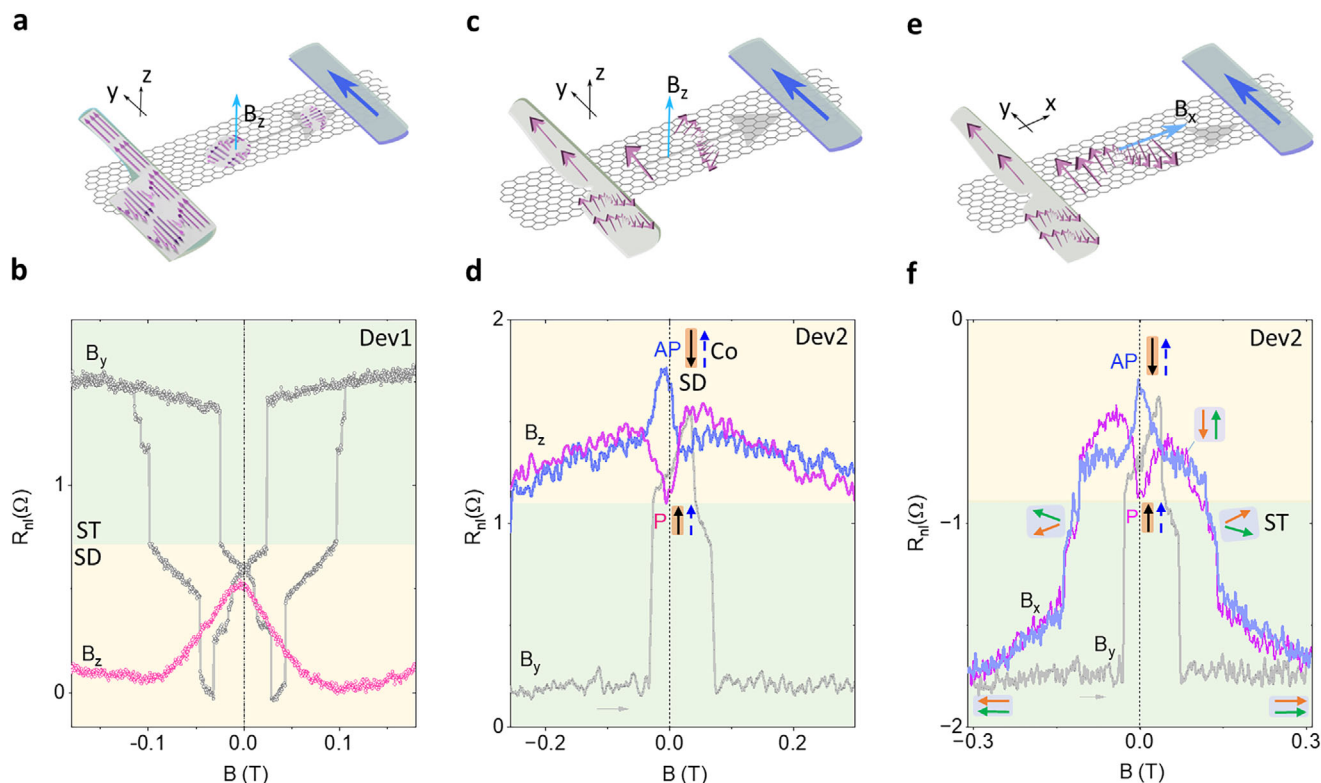 a
y
z
B_z
c
y
z
B_z
e
y
x
B_x
b
Dev1
B_y
R_nl(Ω)
1
ST
SD
B_z
0
-0.1
0.0
0.1
B (T)
d
2
Dev2
AP
Co
SD
B_z
R_nl(Ω)
1
P
B_y
0
−0.2
0.0
0.2
B (T)
f
0
Dev2
AP
R_nl(Ω)
-1
P
ST
B_x
B_y
-2
-0.3
0.0
0.3
B (T)